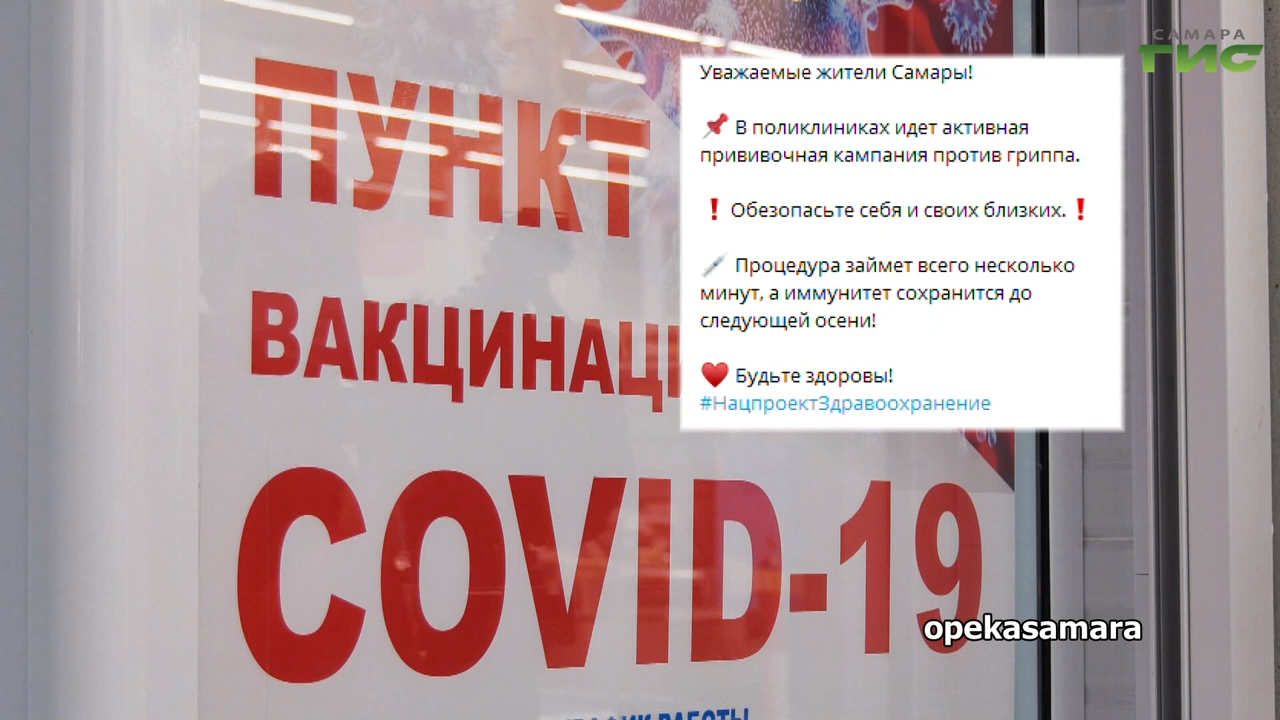 САМАРА
ГИС
ПУНКТ
ВАКЦИНАЦ
COVID-19
Уважаемые жители Самары!
📌 В поликлиниках идет активная
прививочная кампания против гриппа.
❗ Обезопасьте себя и своих близких. ❗
💉 Процедура займет всего несколько
минут, а иммунитет сохранится до
следующей осени!
❤️ Будьте здоровы!
#НацпроектЗдравоохранение
opekasamara
РАБОТЫ